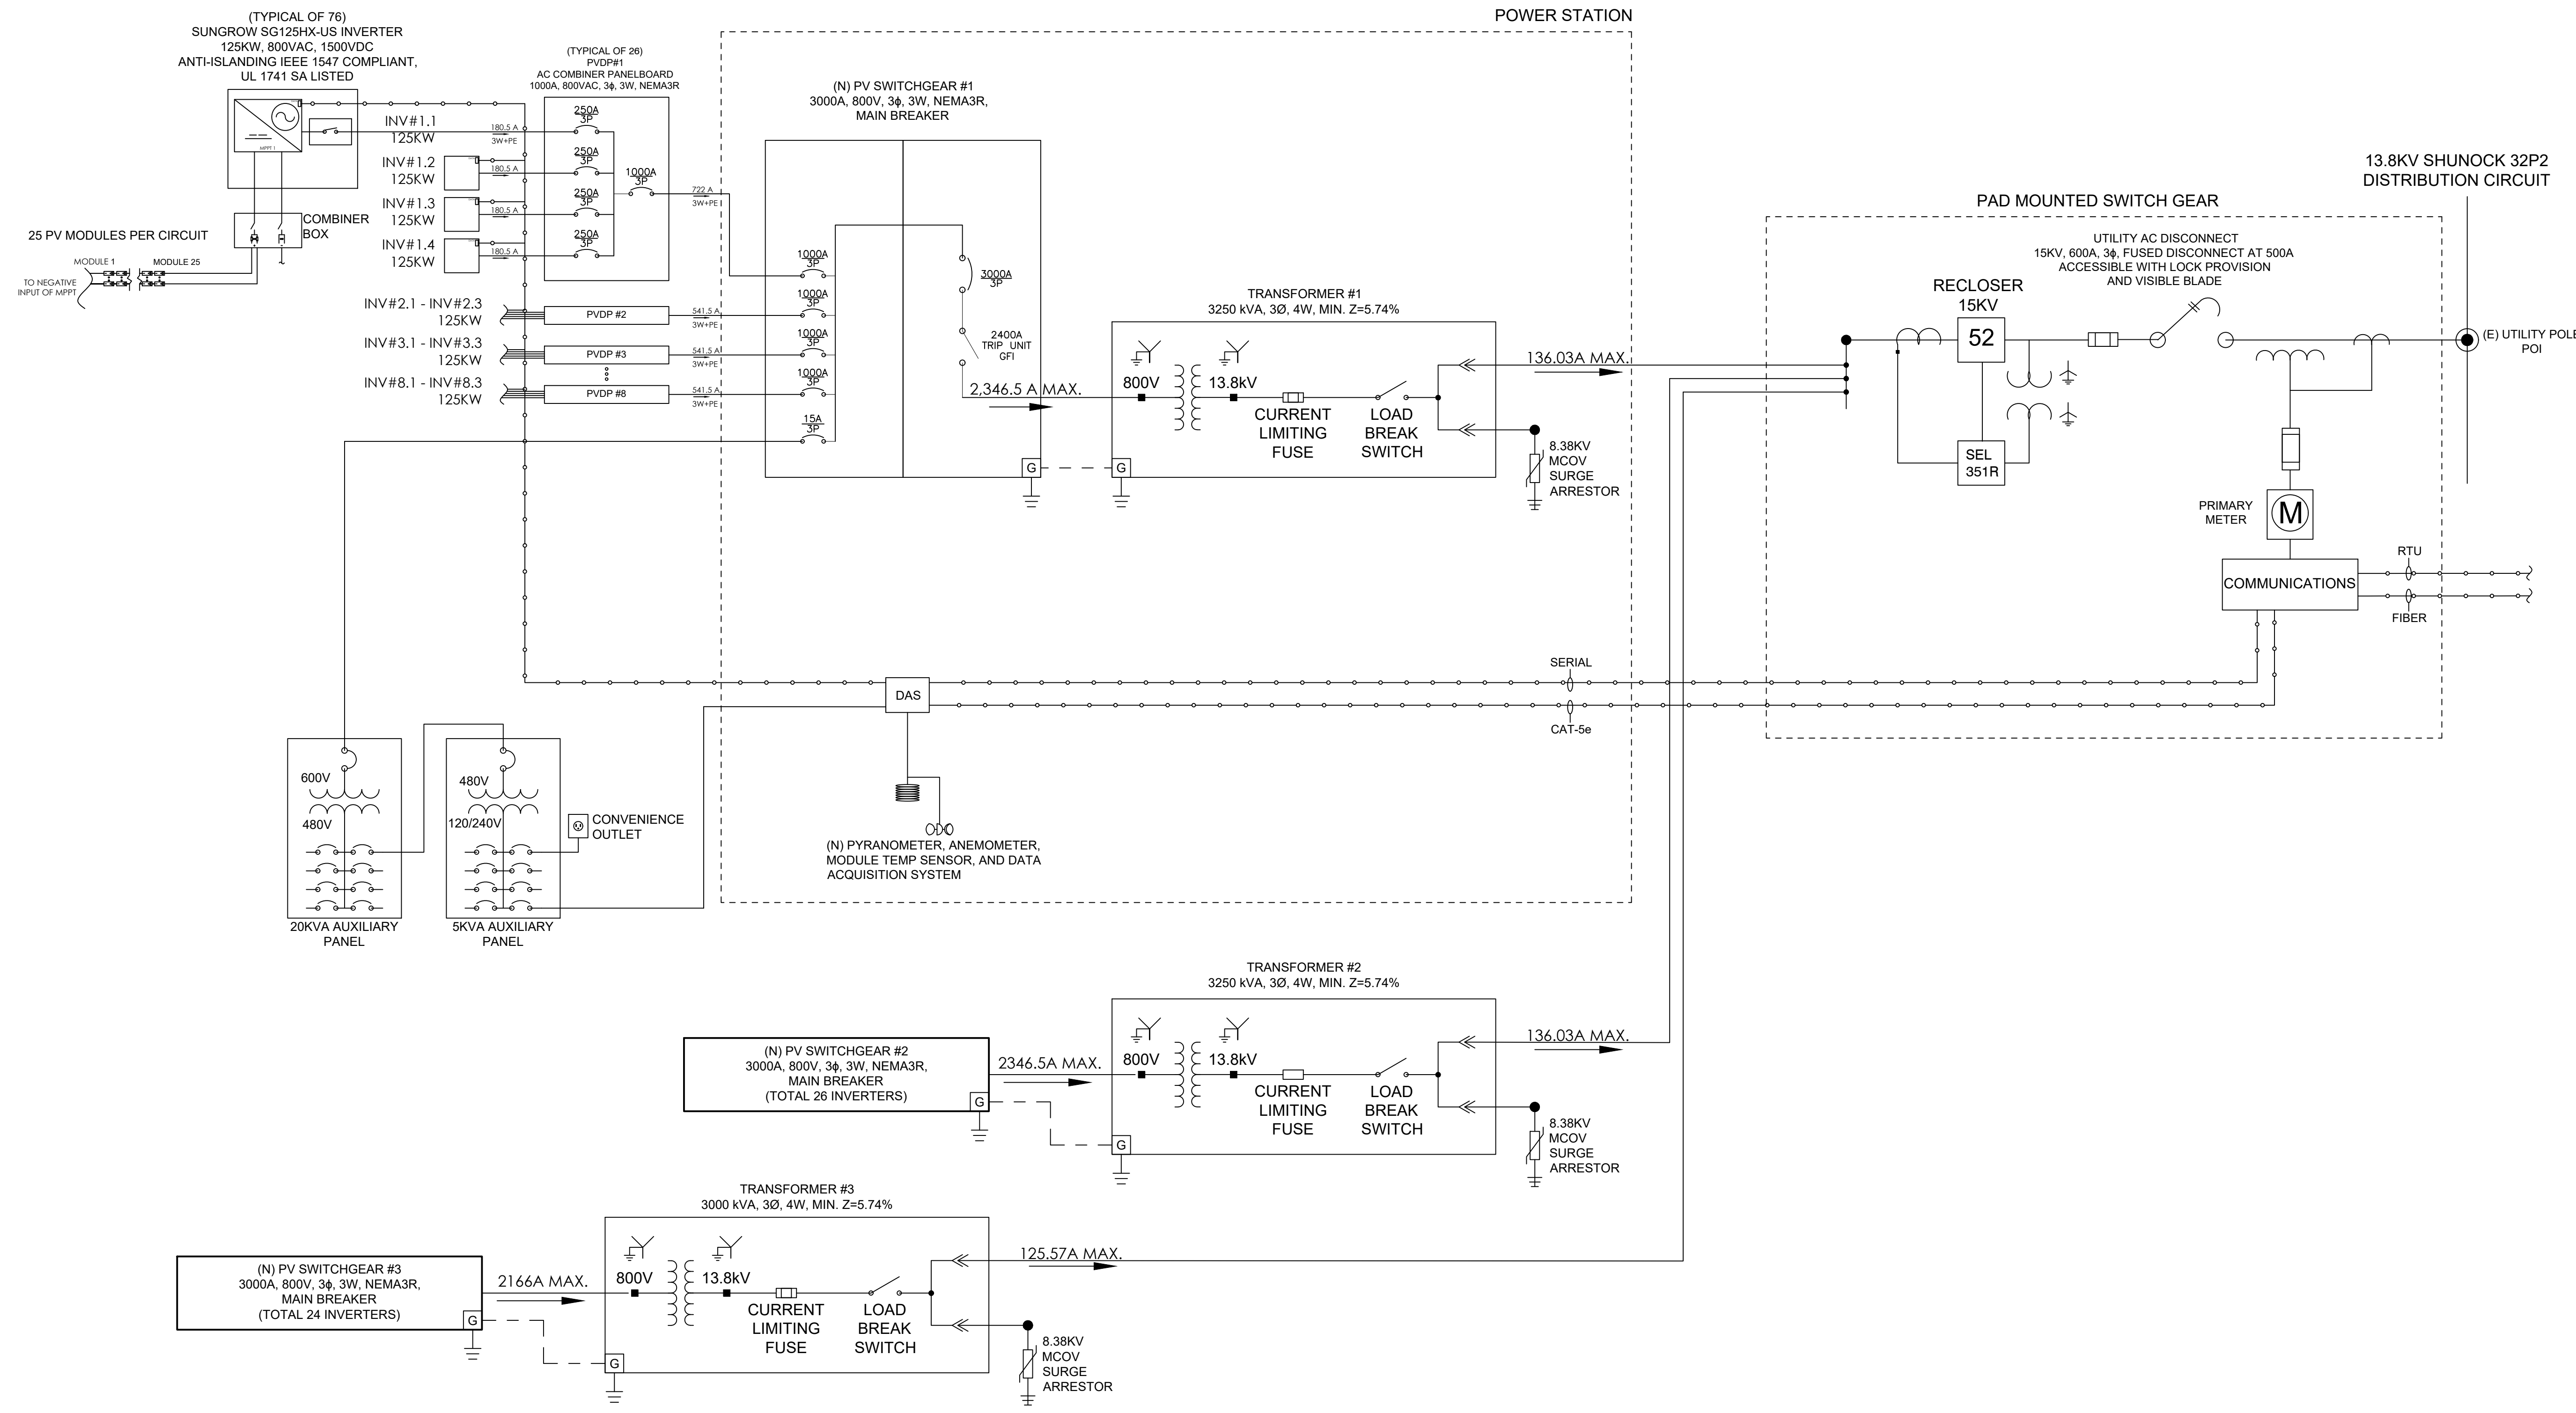 POWER STATION
(TYPICAL OF 76)
SUNGROW SG125HX-US INVERTER
125KW, 800VAC, 1500VDC
ANTI-ISLANDING IEEE 1547 COMPLIANT,
UL 1741 SA LISTED
(TYPICAL OF 26)
PVDP#1
AC COMBINER PANELBOARD
1000A, 800VAC, 3ϕ, 3W, NEMA3R
(N) PV SWITCHGEAR #1
3000A, 800V, 3ϕ, 3W, NEMA3R,
MAIN BREAKER
MPPT 1
INV#1.1
125KW
180.5 A
3W+PE
250A
3P
INV#1.2
125KW
180.5 A
250A
3P
INV#1.3
125KW
180.5 A
250A
3P
INV#1.4
125KW
180.5 A
250A
3P
1000A
3P
722 A
3W+PE
COMBINER
BOX
25 PV MODULES PER CIRCUIT
MODULE 1
MODULE 25
TO NEGATIVE
INPUT OF MPPT
INV#2.1 - INV#2.3
125KW
PVDP #2
541.5 A
3W+PE
INV#3.1 - INV#3.3
125KW
PVDP #3
541.5 A
3W+PE
INV#8.1 - INV#8.3
125KW
PVDP #8
541.5 A
3W+PE
1000A
3P
1000A
3P
1000A
3P
1000A
3P
15A
3P
3000A
3P
2400A
TRIP UNIT
GFI
G
2,346.5 A MAX.
TRANSFORMER #1
3250 kVA, 3Ø, 4W, MIN. Z=5.74%
800V
13.8kV
CURRENT
LIMITING
FUSE
LOAD
BREAK
SWITCH
G
136.03A MAX.
8.38KV
MCOV
SURGE
ARRESTOR
13.8KV SHUNOCK 32P2
DISTRIBUTION CIRCUIT
PAD MOUNTED SWITCH GEAR
UTILITY AC DISCONNECT
15KV, 600A, 3ϕ, FUSED DISCONNECT AT 500A
ACCESSIBLE WITH LOCK PROVISION
AND VISIBLE BLADE
RECLOSER
15KV
52
SEL
351R
(E) UTILITY POLE
POI
PRIMARY
METER
M
COMMUNICATIONS
RTU
FIBER
SERIAL
CAT-5e
DAS
(N) PYRANOMETER, ANEMOMETER,
MODULE TEMP SENSOR, AND DATA
ACQUISITION SYSTEM
600V
480V
20KVA AUXILIARY
PANEL
480V
120/240V
5KVA AUXILIARY
PANEL
CONVENIENCE
OUTLET
TRANSFORMER #2
3250 kVA, 3Ø, 4W, MIN. Z=5.74%
(N) PV SWITCHGEAR #2
3000A, 800V, 3ϕ, 3W, NEMA3R,
MAIN BREAKER
(TOTAL 26 INVERTERS)
G
2346.5A MAX.
800V
13.8kV
CURRENT
LIMITING
FUSE
LOAD
BREAK
SWITCH
G
136.03A MAX.
8.38KV
MCOV
SURGE
ARRESTOR
TRANSFORMER #3
3000 kVA, 3Ø, 4W, MIN. Z=5.74%
(N) PV SWITCHGEAR #3
3000A, 800V, 3ϕ, 3W, NEMA3R,
MAIN BREAKER
(TOTAL 24 INVERTERS)
G
2166A MAX.
800V
13.8kV
CURRENT
LIMITING
FUSE
LOAD
BREAK
SWITCH
G
125.57A MAX.
8.38KV
MCOV
SURGE
ARRESTOR